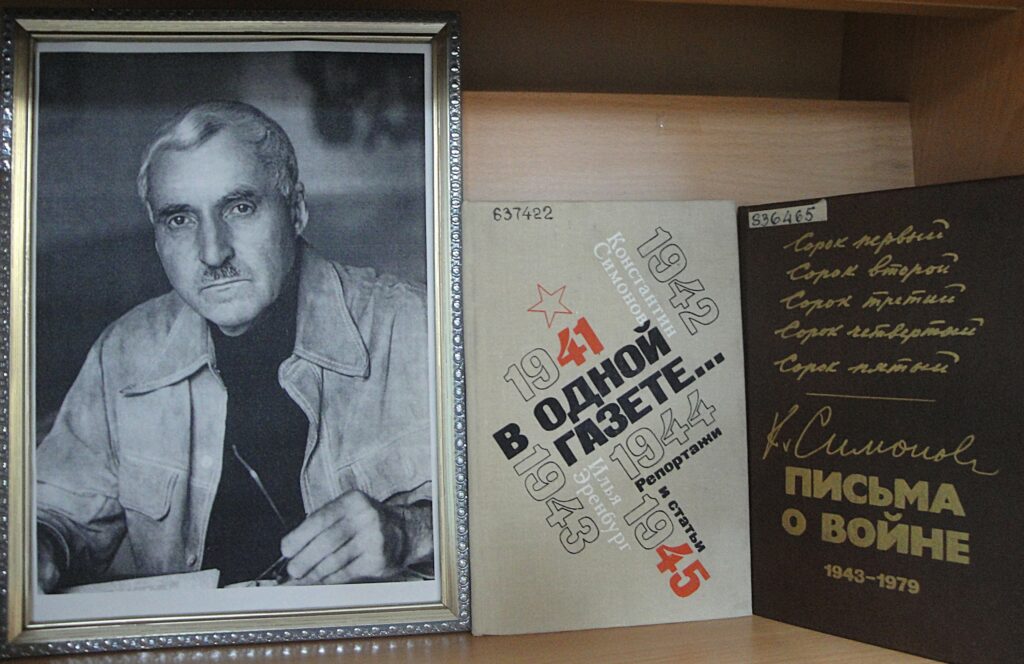 637422
1942
Константин
Симонов
1941
В ОДНОЙ
ГАЗЕТЕ...
1944
1943
Илья
Эренбург
Репортажи
и статьи
1945
836465
Сорок первый
Сорок второй
Сорок третий
Сорок четвертый
Сорок пятый
К. Симонов
ПИСЬМА
О ВОЙНЕ
1943-1979